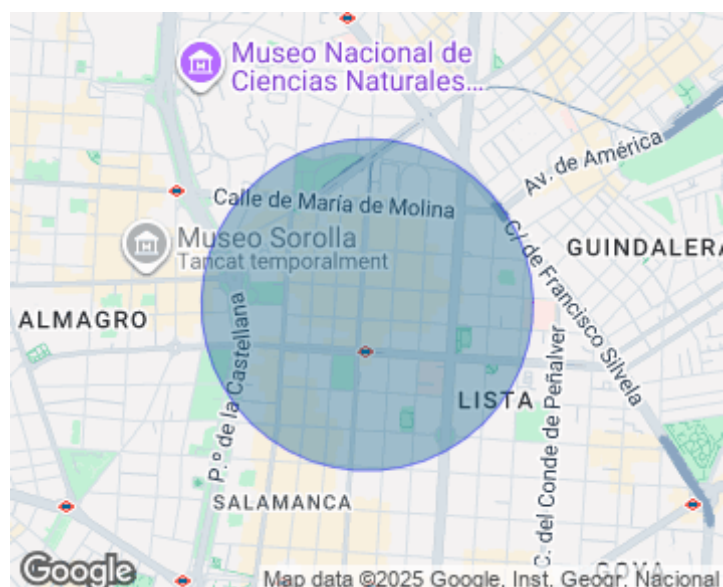 Museo Nacional de
Ciencias Naturales...
Av. de América
Calle de María de Molina
C/ de Francisco Silvela
Museo Sorolla
Tancat temporalment
GUINDALERA
ALMAGRO
P.º de la Castellana
C. del Conde de Peñalver
LISTA
SALAMANCA
GOYA
Google
Map data ©2025 Google, Inst. Geogr. Nacional